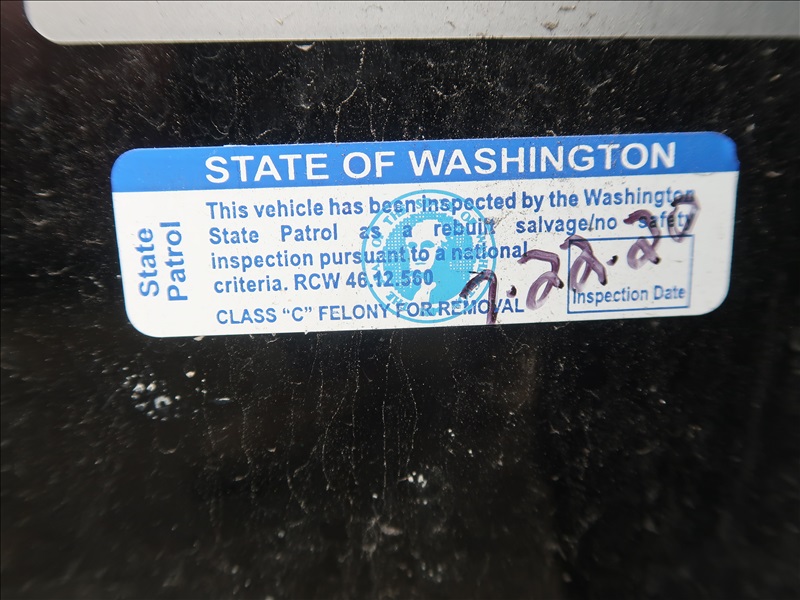 STATE OF WASHINGTON
State
Patrol
This vehicle has been inspected by the Washington
State Patrol as a rebuilt salvage/no safety
inspection pursuant to a national
criteria. RCW 46.12.560
CLASS "C" FELONY FOR REMOVAL
7.22.20
Inspection Date